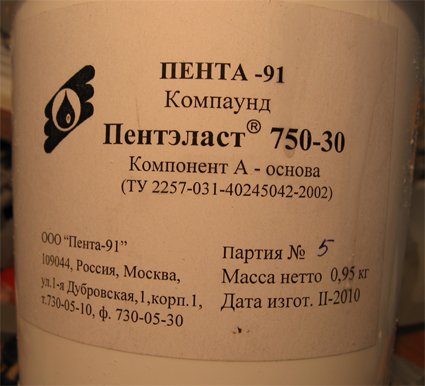 ПЕНТА -91
Компаунд
Пентэласт® 750-30
Компонент А - основа
(ТУ 2257-031-40245042-2002)
ООО "Пента-91"
109044, Россия, Москва,
ул.1-я Дубровская,1,корп.1,
т.730-05-10, ф. 730-05-30
Партия № 5
Масса нетто 0,95 кг
Дата изгот. II-2010